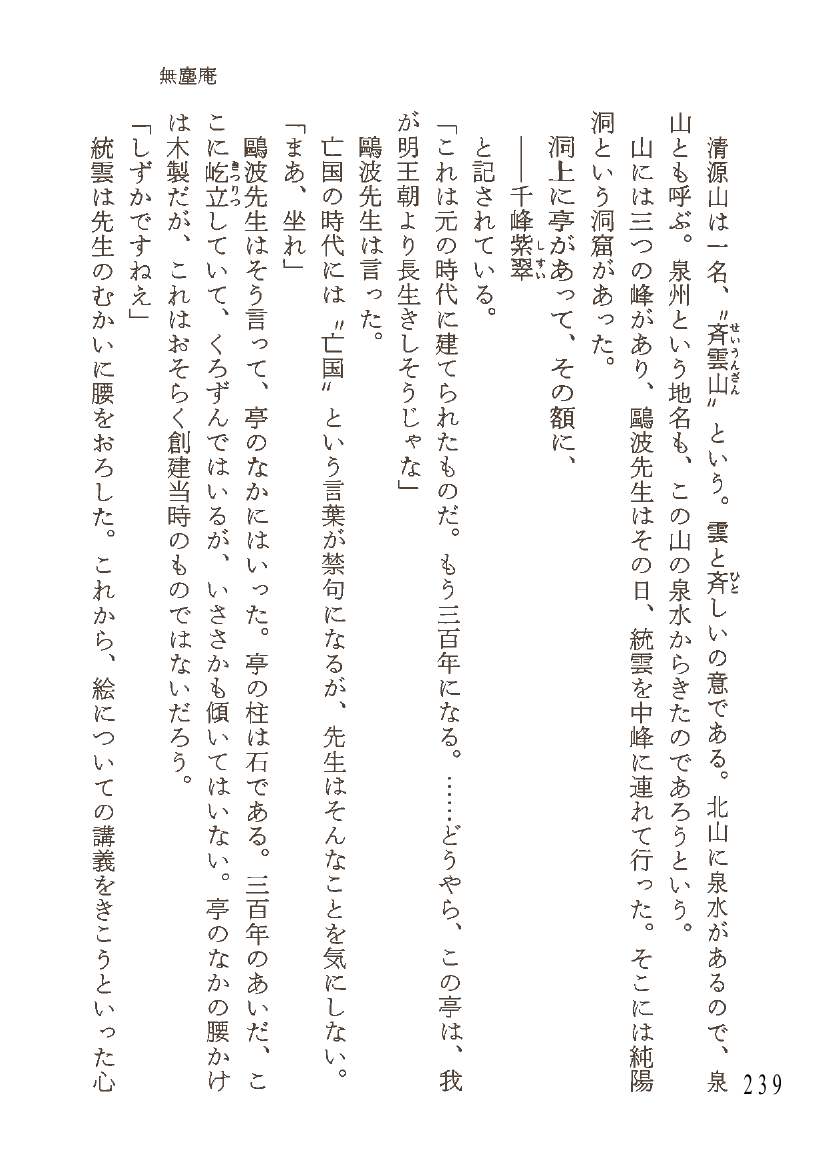 無塵庵
清源山は一名、〝斉雲山〟という。雲と斉しいの意である。北山に泉水があるので、泉
せいうんざん
ひと
山とも呼ぶ。泉州という地名も、この山の泉水からきたのであろうという。
山には三つの峰があり、鷗波先生はその日、統雲を中峰に連れて行った。そこには純陽
洞という洞窟があった。
洞上に亭があって、その額に、
――千峰紫翠
しすい
と記されている。
「これは元の時代に建てられたものだ。もう三百年になる。……どうやら、この亭は、我
が明王朝より長生きしそうじゃな」
鷗波先生は言った。
亡国の時代には〝亡国〟という言葉が禁句になるが、先生はそんなことを気にしない。
「まあ、坐れ」
鷗波先生はそう言って、亭のなかにはいった。亭の柱は石である。三百年のあいだ、こ
こに屹立していて、くろずんではいるが、いささかも傾いてはいない。亭のなかの腰かけ
きつりつ
は木製だが、これはおそらく創建当時のものではないだろう。
「しずかですねえ」
統雲は先生のむかいに腰をおろした。これから、絵についての講義をきこうといった心
239